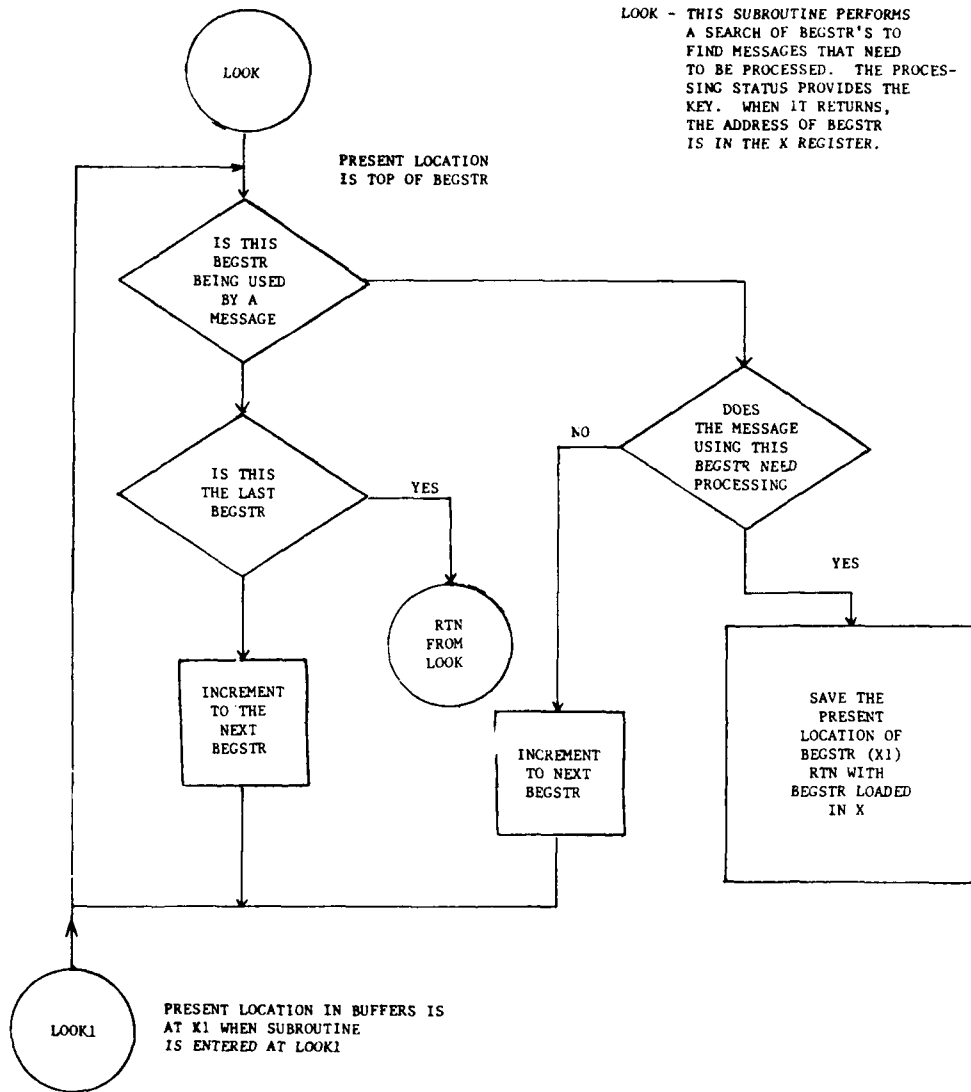 LOOK - THIS SUBROUTINE PERFORMS
A SEARCH OF BEGSTR'S TO
FIND MESSAGES THAT NEED
TO BE PROCESSED. THE PROCES-
SING STATUS PROVIDES THE
KEY. WHEN IT RETURNS,
THE ADDRESS OF BEGSTR
IS IN THE X REGISTER.
LOOK
PRESENT LOCATION
IS TOP OF BEGSTR
IS THIS
BEGSTR
BEING USED
BY A
MESSAGE
DOES
THE MESSAGE
USING THIS
BEGSTR NEED
PROCESSING
NO
YES
IS THIS
THE LAST
BEGSTR
YES
RTN
FROM
LOOK
INCREMENT
TO THE
NEXT
BEGSTR
INCREMENT
TO NEXT
BEGSTR
SAVE THE
PRESENT
LOCATION OF
BEGSTR (X1)
RTN WITH
BEGSTR LOADED
IN X
LOOK1
PRESENT LOCATION IN BUFFERS IS
AT X1 WHEN SUBROUTINE
IS ENTERED AT LOOK1